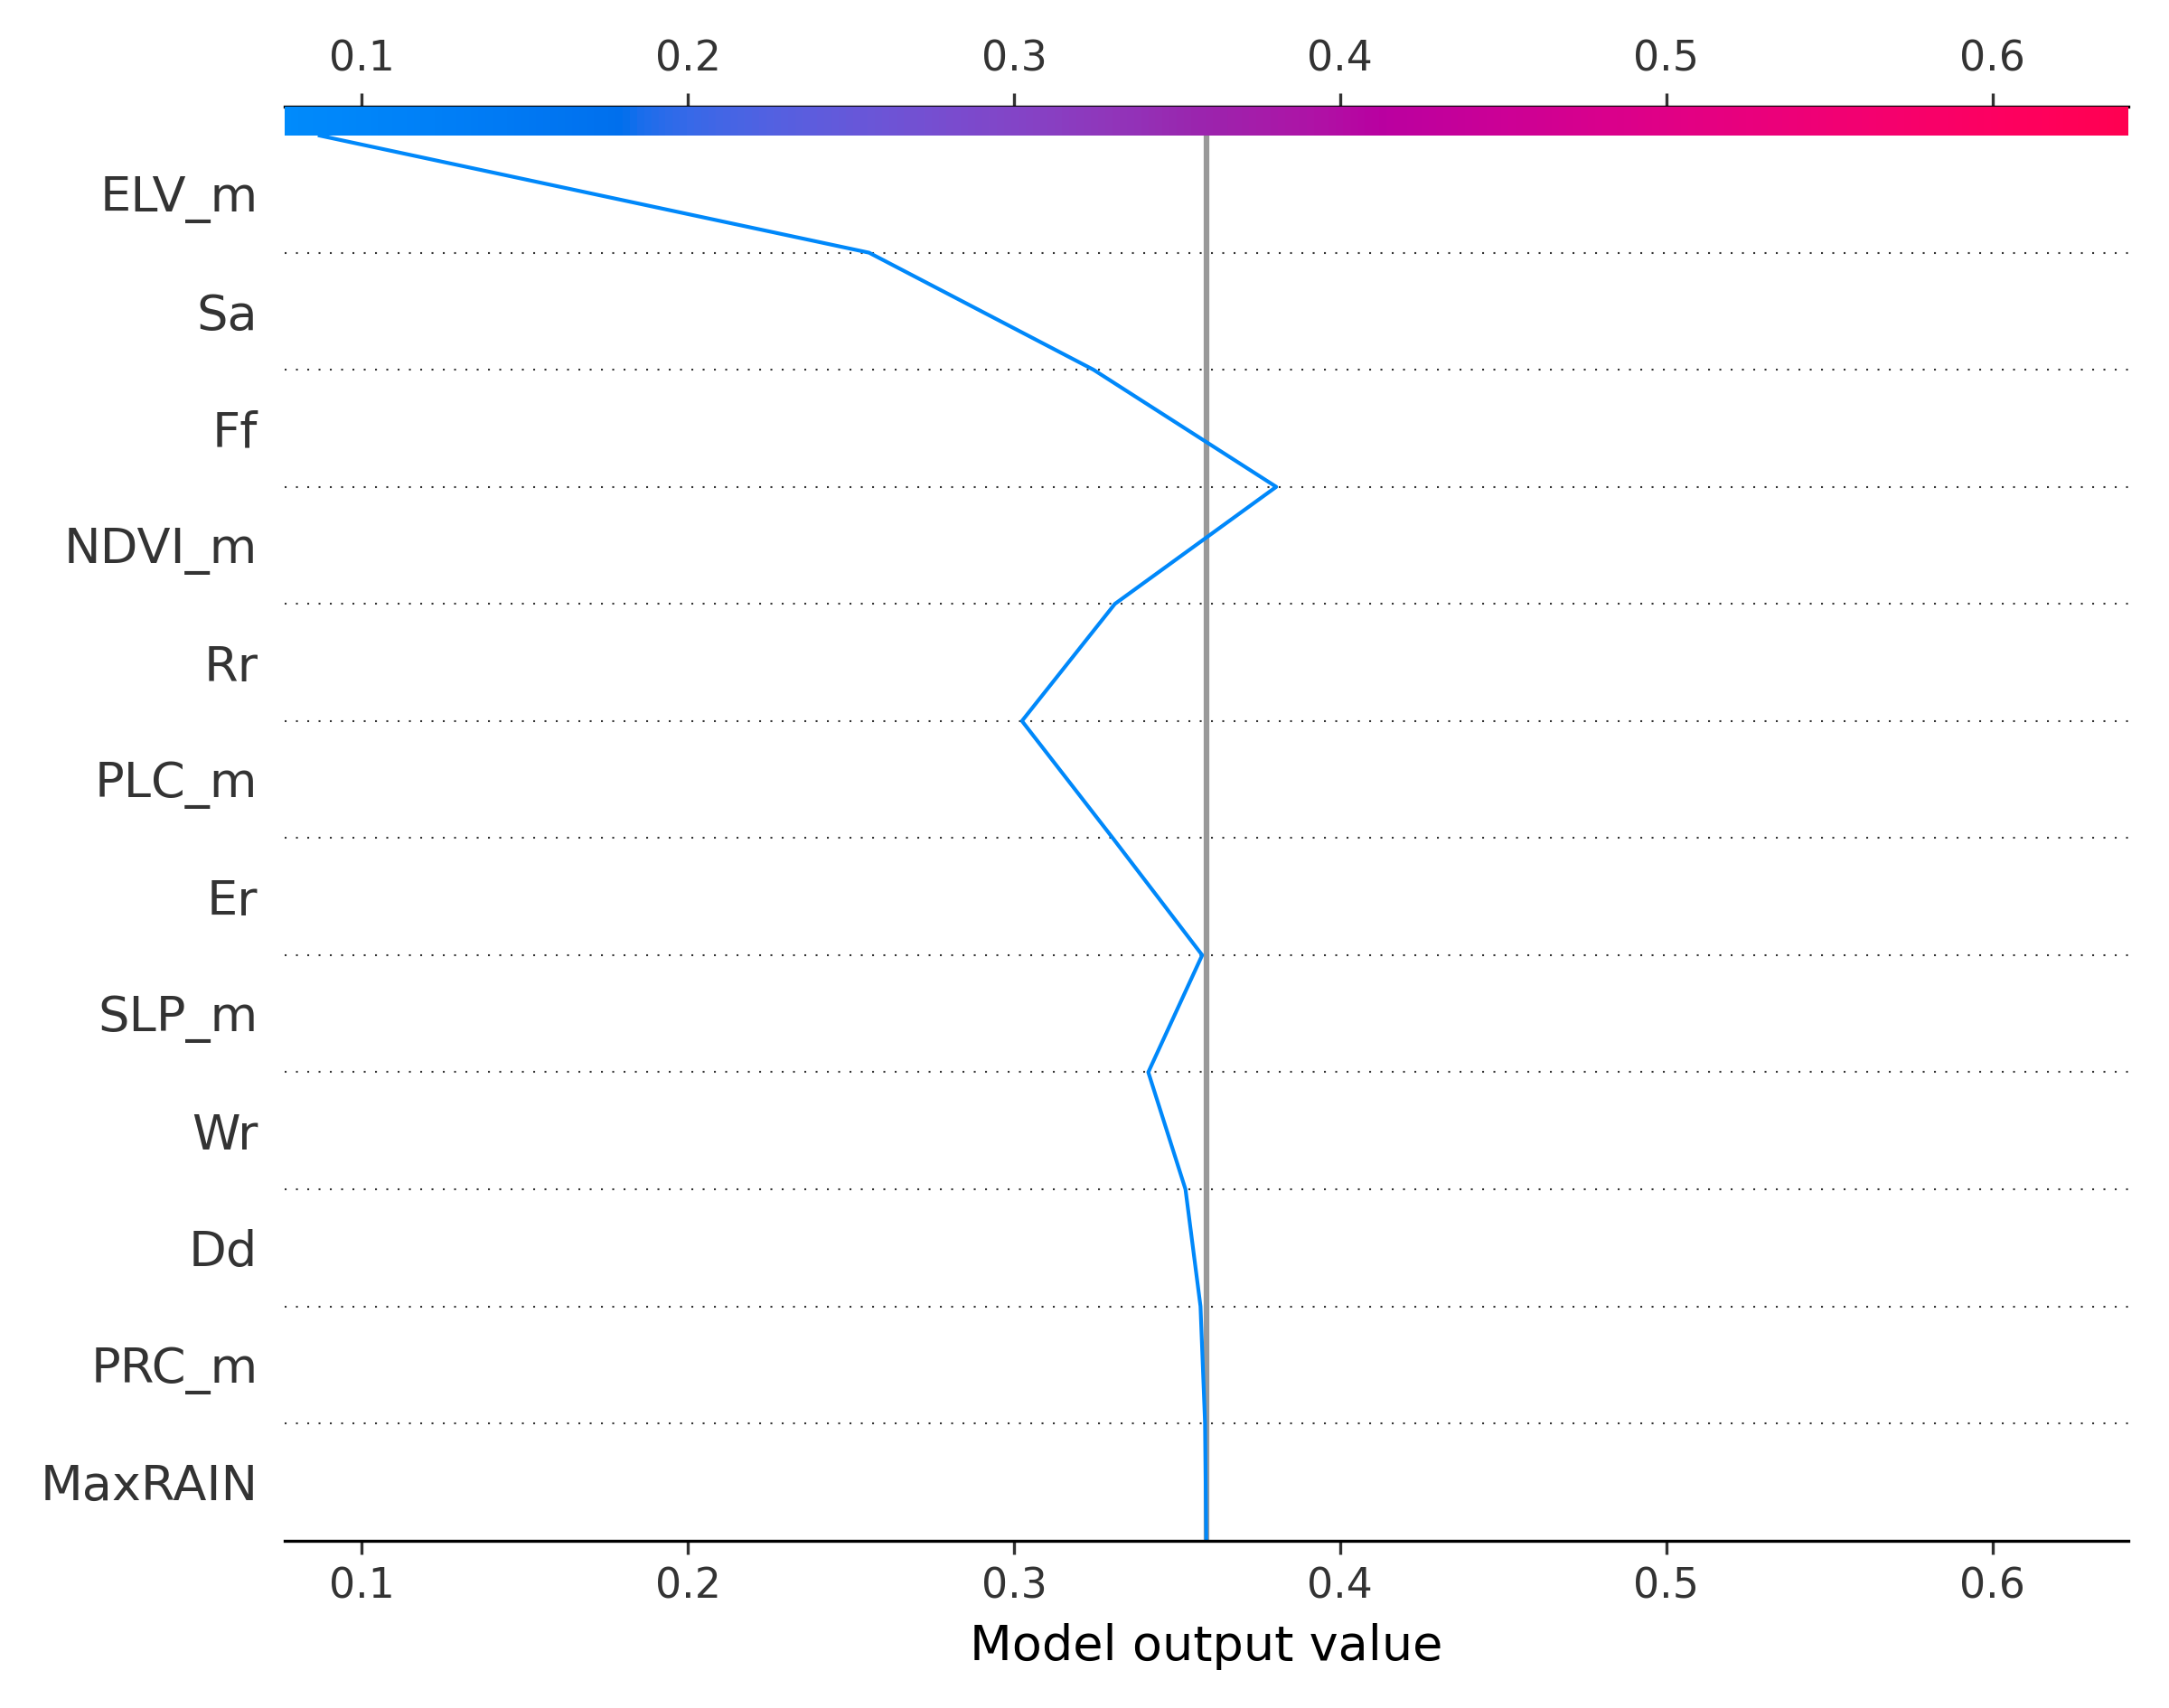 0.1 0.2 0.3 0.4 0.5 0.6
ELV_m
Sa
Ff
NDVI_m
Rr
PLC_m
Er
SLP_m
Wr
Dd
PRC_m
MaxRAIN
0.1 0.2 0.3 0.4 0.5 0.6
Model output value